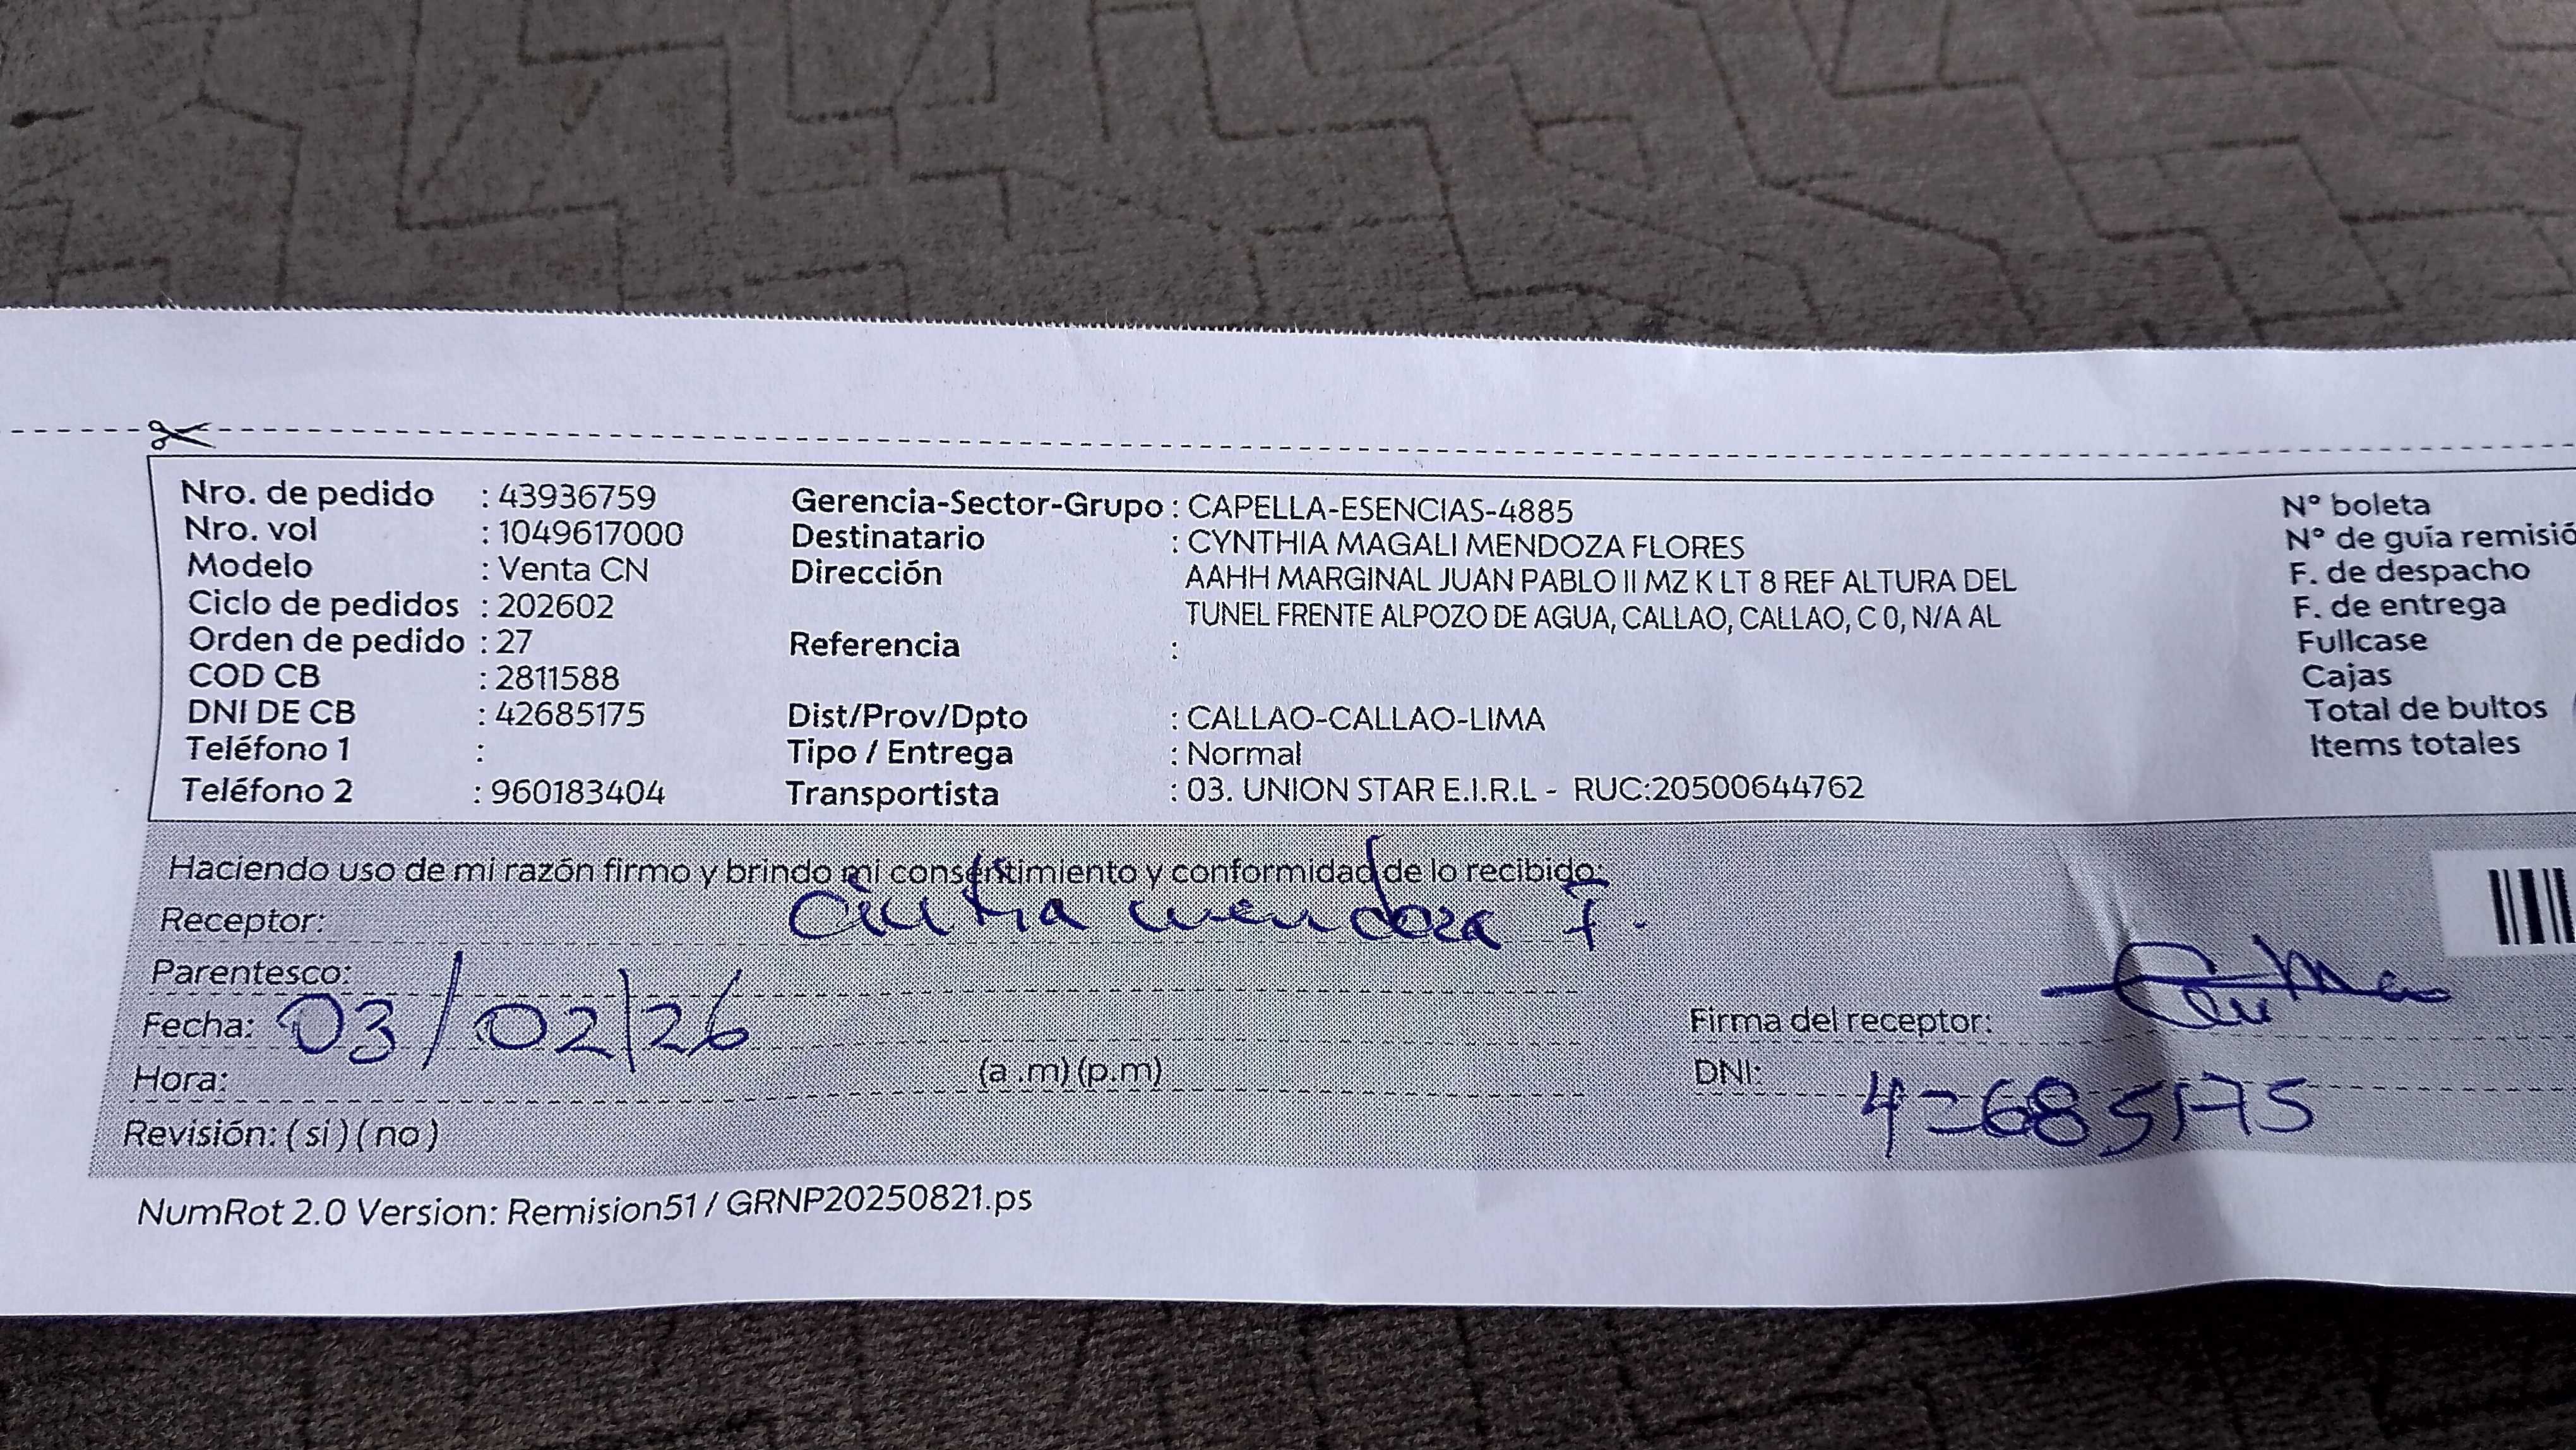 Nro. de pedido : 43936759
Nro. vol : 1049617000
Modelo : Venta CN
Ciclo de pedidos : 202602
Orden de pedido : 27
COD CB : 2811588
DNI DE CB : 42685175
Teléfono 1 :
Teléfono 2 : 960183404
Gerencia-Sector-Grupo : CAPELLA-ESENCIAS-4885
Destinatario : CYNTHIA MAGALI MENDOZA FLORES
Dirección AAHH MARGINAL JUAN PABLO II MZ K LT 8 REF ALTURA DEL
TUNEL FRENTE ALPOZO DE AGUA, CALLAO, CALLAO, C 0, N/A AL
Referencia :
Dist/Prov/Dpto : CALLAO-CALLAO-LIMA
Tipo / Entrega : Normal
Transportista : 03. UNION STAR E.I.R.L - RUC:20500644762
N° boleta
N° de guía remisió
F. de despacho
F. de entrega
Fullcase
Cajas
Total de bultos
Items totales
Haciendo uso de mi razón firmo y brindo mi consentimiento y conformidad de lo recibido:
Receptor: Cintha Mendoza F.
Parentesco:
Fecha: 03/02/26
Hora: (a .m) (p.m)
Revisión: ( si ) ( no )
Firma del receptor:
DNI: 42685175
NumRot 2.0 Version: Remision51 / GRNP20250821.ps